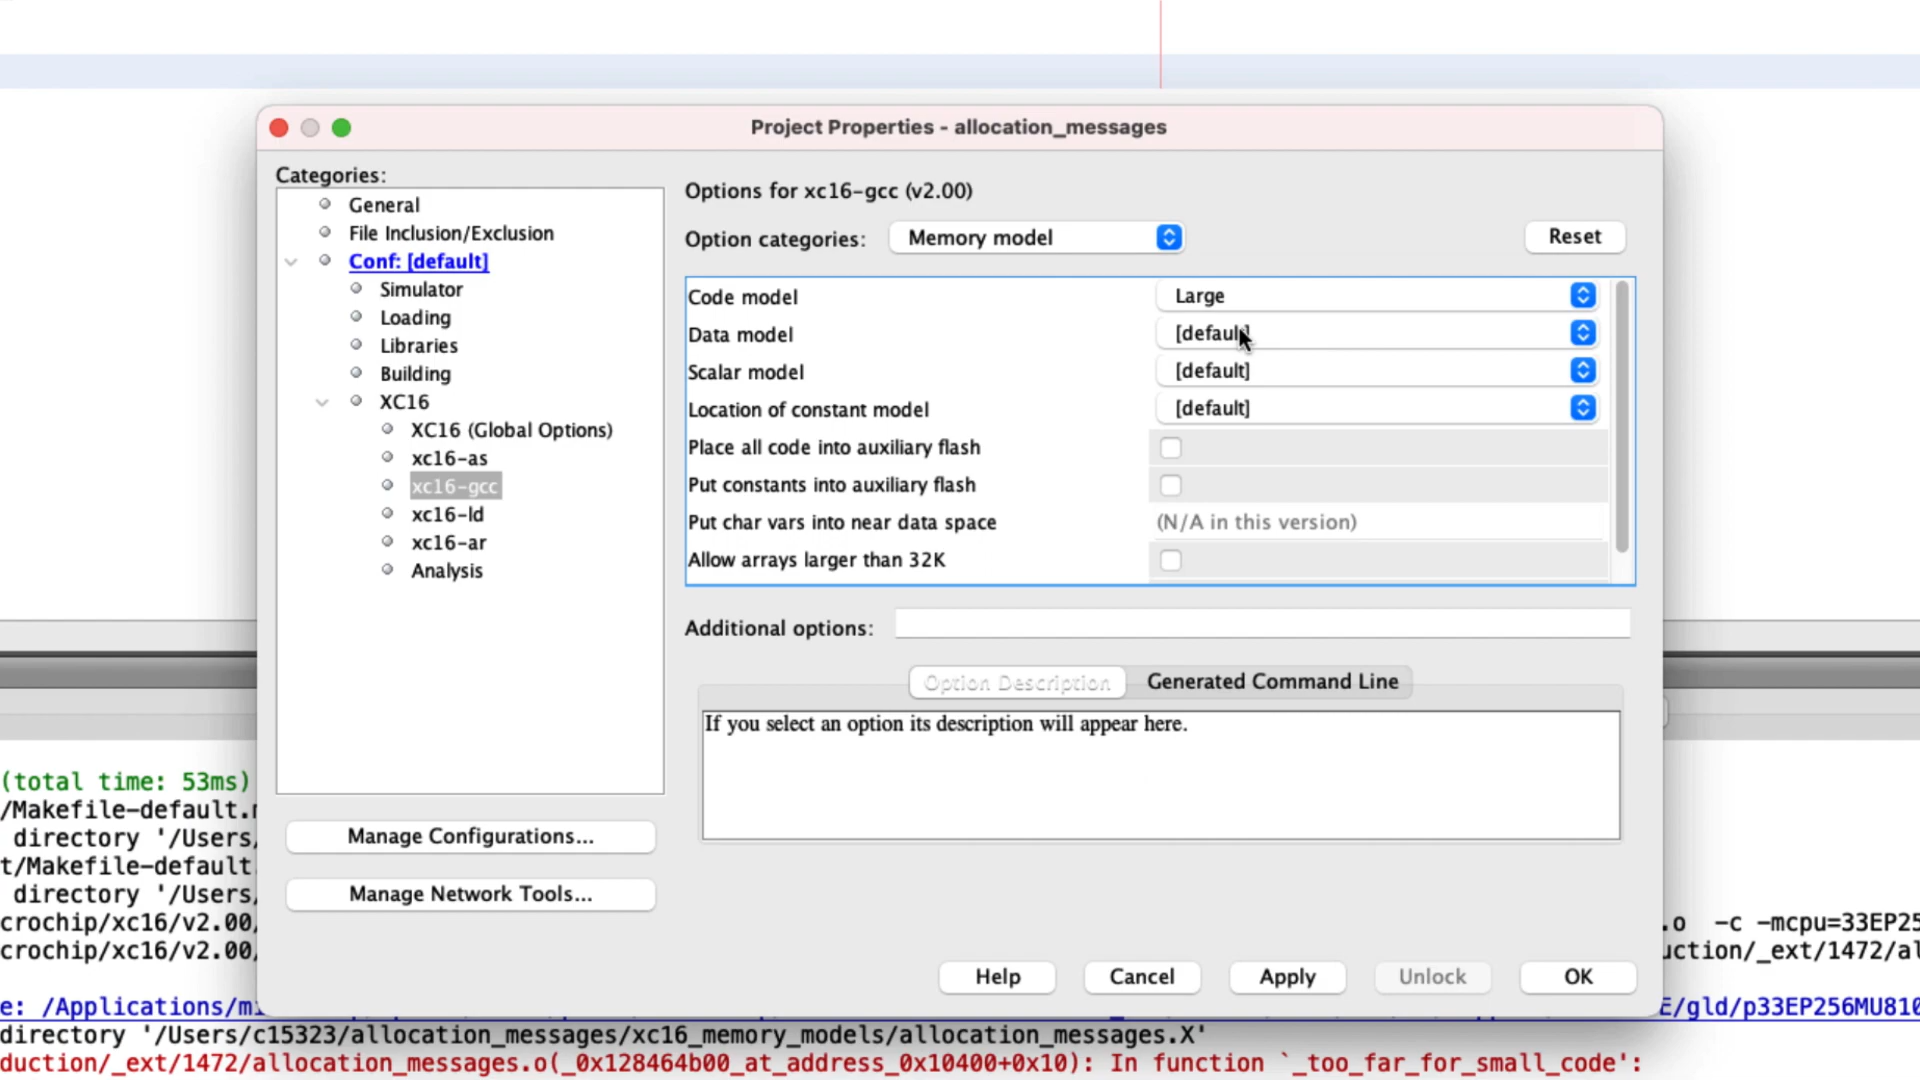 Project Properties - allocation_messages
Categories:
General
File Inclusion/Exclusion
Conf: [default]
Simulator
Loading
Libraries
Building
XC16
XC16 (Global Options)
xc16-as
xc16-gcc
xc16-ld
xc16-ar
Analysis
Manage Configurations...
Manage Network Tools...
Options for xc16-gcc (v2.00)
Option categories: Memory model
Reset
Code model Large
Data model [default]
Scalar model [default]
Location of constant model [default]
Place all code into auxiliary flash
Put constants into auxiliary flash
Put char vars into near data space (N/A in this version)
Allow arrays larger than 32K
Additional options:
Option Description Generated Command Line
If you select an option its description will appear here.
Help Cancel Apply Unlock OK
(total time: 53ms)
/Makefile-default.
directory '/Users/
t/Makefile-default.
directory '/Users/
crochip/xc16/v2.00/ .o -c -mcpu=33EP25
crochip/xc16/v2.00/ uction/_ext/1472/al
e: /Applications/mi E/gld/p33EP256MU810
directory '/Users/c15323/allocation_messages/xc16_memory_models/allocation_messages.X'
duction/_ext/1472/allocation_messages.o(_0x128464b00_at_address_0x10400+0x10): In function `_too_far_for_small_code':